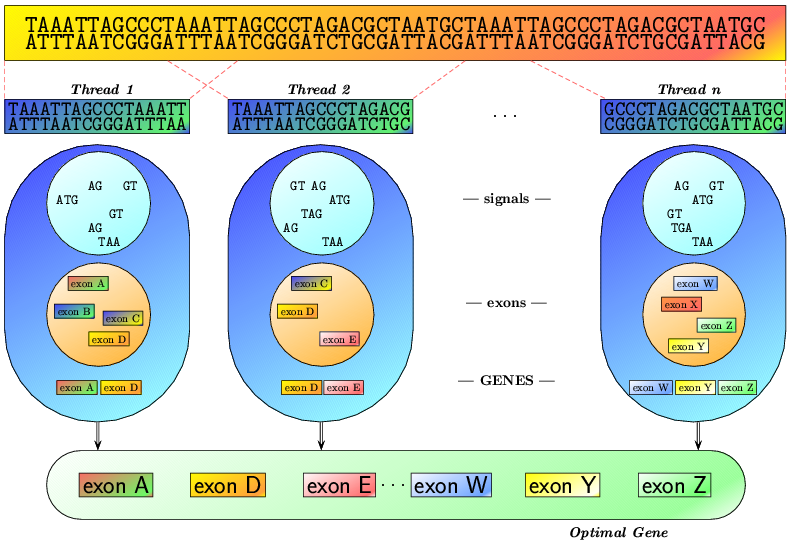 TAAATTAGCCCTAAATTAGCCCTAGACGCTAATGCTAAATTAGCCCTAGACGCTAATGC
ATTTAATCGGGATTTAATCGGGATCTGCGATTACGATTTAATCGGGATCTGCGATTACG
Thread 1
Thread 2
Thread n
TAAATTAGCCCTAAATT
ATTTAATCGGGATTTAA
TAAATTAGCCCTAGACG
ATTTAATCGGGATCTGC
. . .
GCCCTAGACGCTAATGC
CGGGATCTGCGATTACG
AG GT
ATG
GT
AG
TAA
GT AG
ATG
TAG
AG
TAA
— signals —
AG GT
ATG
GT
TGA
TAA
exon A
exon B
exon C
exon D
exon C
exon D
exon E
— exons —
exon W
exon X
exon Z
exon Y
exon A exon D
exon D exon E
— GENES —
exon W exon Y exon Z
exon A exon D exon E · · · exon W exon Y exon Z
Optimal Gene